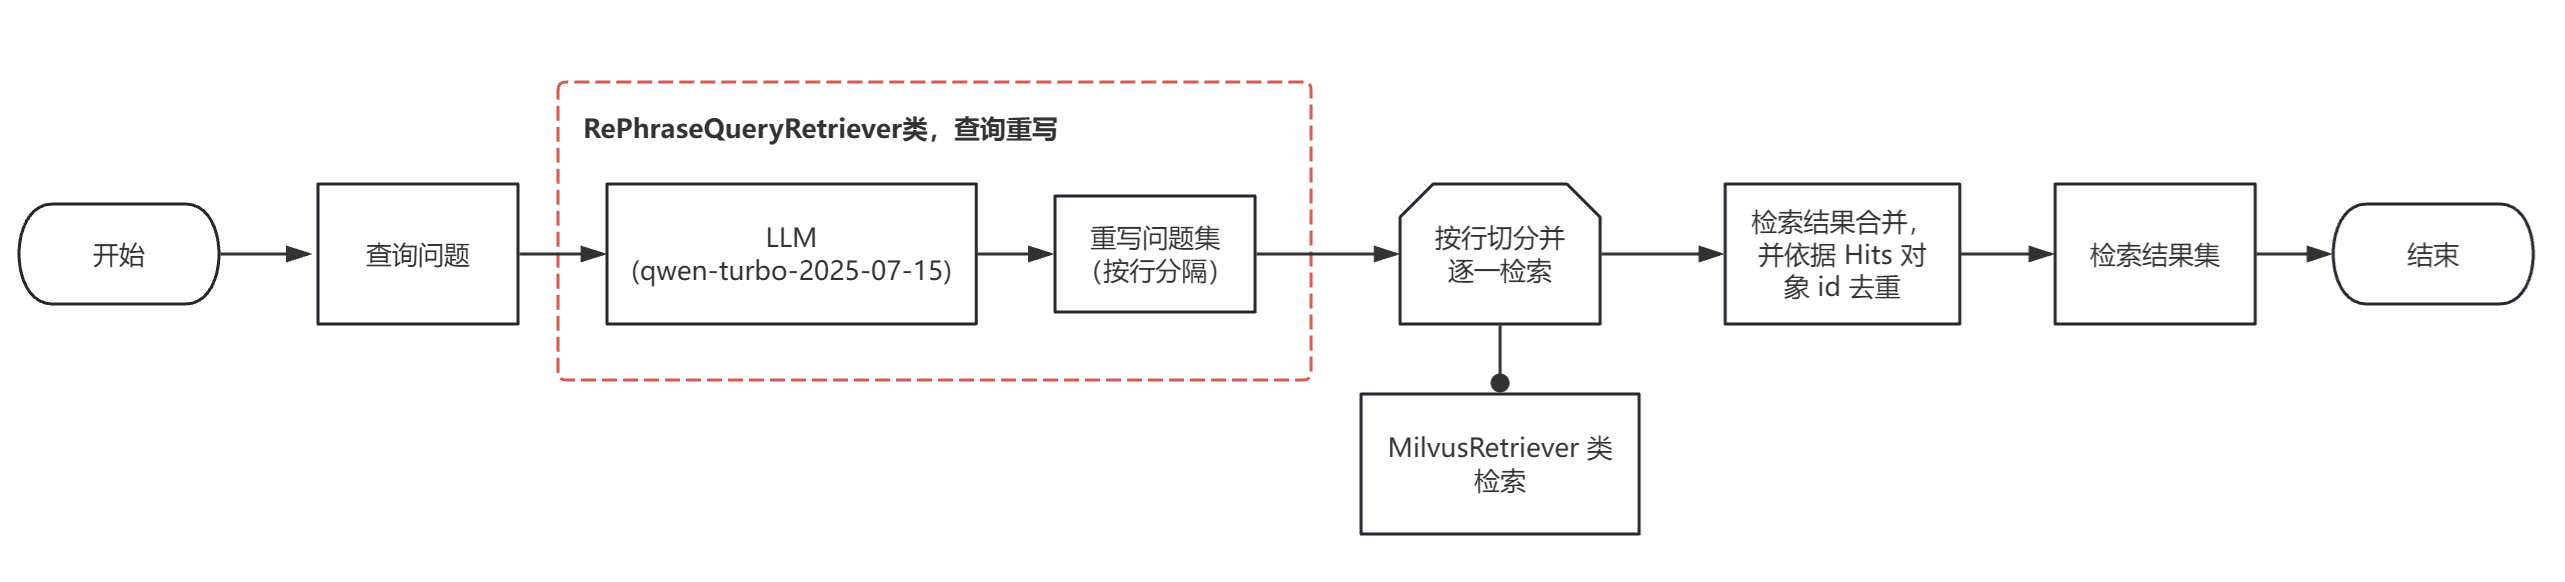 RePhraseQueryRetriever类，查询重写
开始
查询问题
LLM
(qwen-turbo-2025-07-15)
重写问题集
（按行分隔）
按行切分并
逐一检索
检索结果合并，
并依据 Hits 对
象 id 去重
检索结果集
结束
MilvusRetriever 类
检索